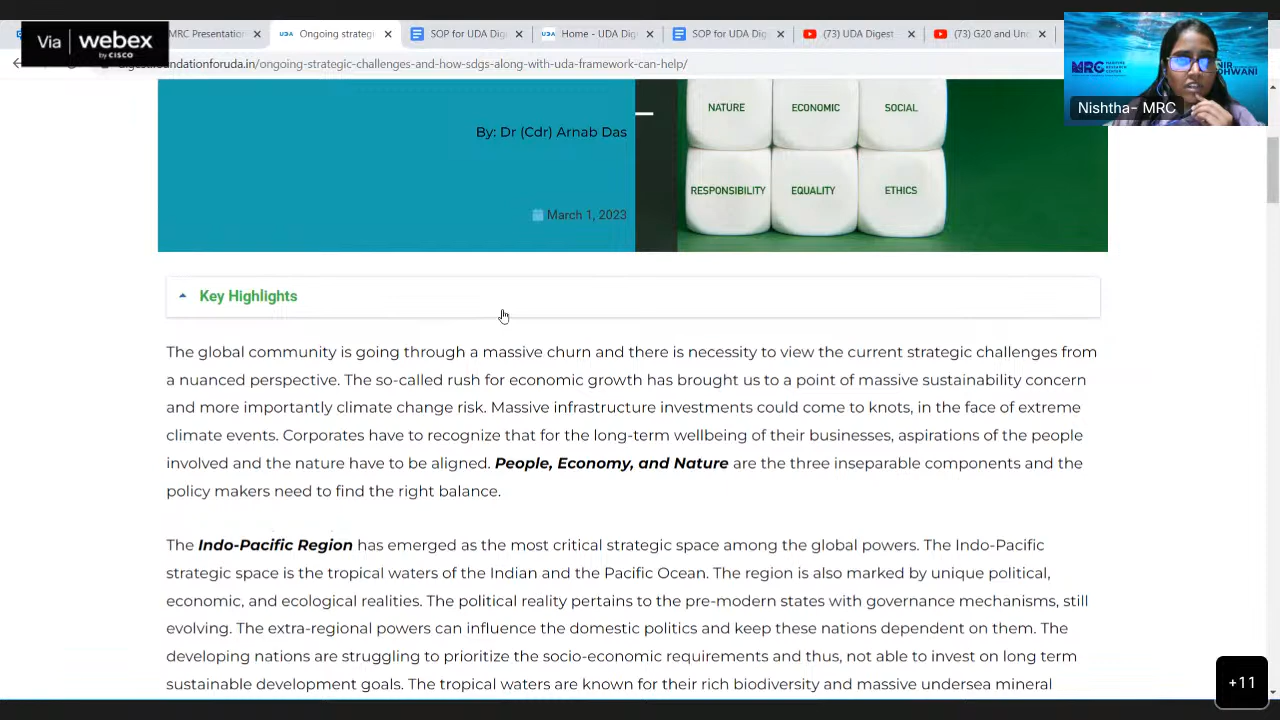 Via webex
by CISCO
MRC Presentation
Ongoing strateg
SOP for UDA Dig
Home - UDA Dig
SOP for UDA Dig
(73) UDA Digest
(73) G20 and Un
foundationforuda.in/ongoing-strategic-challenges-and-how-sdgs-along-with-uda-framework-can-help/
MRC MARITIME RESEARCH CENTER
Nishtha- MRC
By: Dr (Cdr) Arnab Das
March 1, 2023
NATURE ECONOMIC SOCIAL
RESPONSIBILITY EQUALITY ETHICS
Key Highlights
The global community is going through a massive churn and there is necessity to view the current strategic challenges from
a nuanced perspective. The so-called rush for economic growth has brought us to a point of massive sustainability concern
and more importantly climate change risk. Massive infrastructure investments could come to knots, in the face of extreme
climate events. Corporates have to recognize that for the long-term wellbeing of their businesses, aspirations of the people
involved and the nature have to be aligned. People, Economy, and Nature are the three inseparable components and the
policy makers need to find the right balance.
The Indo-Pacific Region has emerged as the most critical strategic space among the global powers. The Indo-Pacific
strategic space is the tropical waters of the Indian and the Pacific Ocean. The region is also marked by unique political,
economic, and ecological realities. The political reality pertains to the pre-modern states with governance mechanisms, still
evolving. The extra-regional powers can influence the domestic politics and keep these nations dependent on them. The
developing nations are struggling to prioritize the socio-economic requirements and thus, not able to invest on long term
sustainable development goals. The tropical waters are known for their rich biodiversity and massive undersea mineral
+11